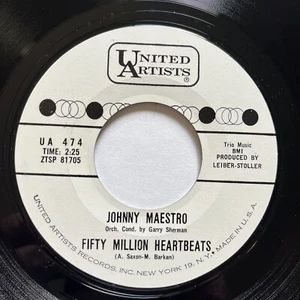 UNITED
ARTISTS
UA 474
TIME: 2:25
ZTSP 81705
Trio Music
BMI
PRODUCED BY
LEIBER-STOLLER
JOHNNY MAESTRO
Orch. Cond. by Garry Sherman
FIFTY MILLION HEARTBEATS
(A. Saxon-M. Barkan)
UNITED ARTISTS RECORDS, INC. NEW YORK 19, N.Y. • MADE IN U.S.A.